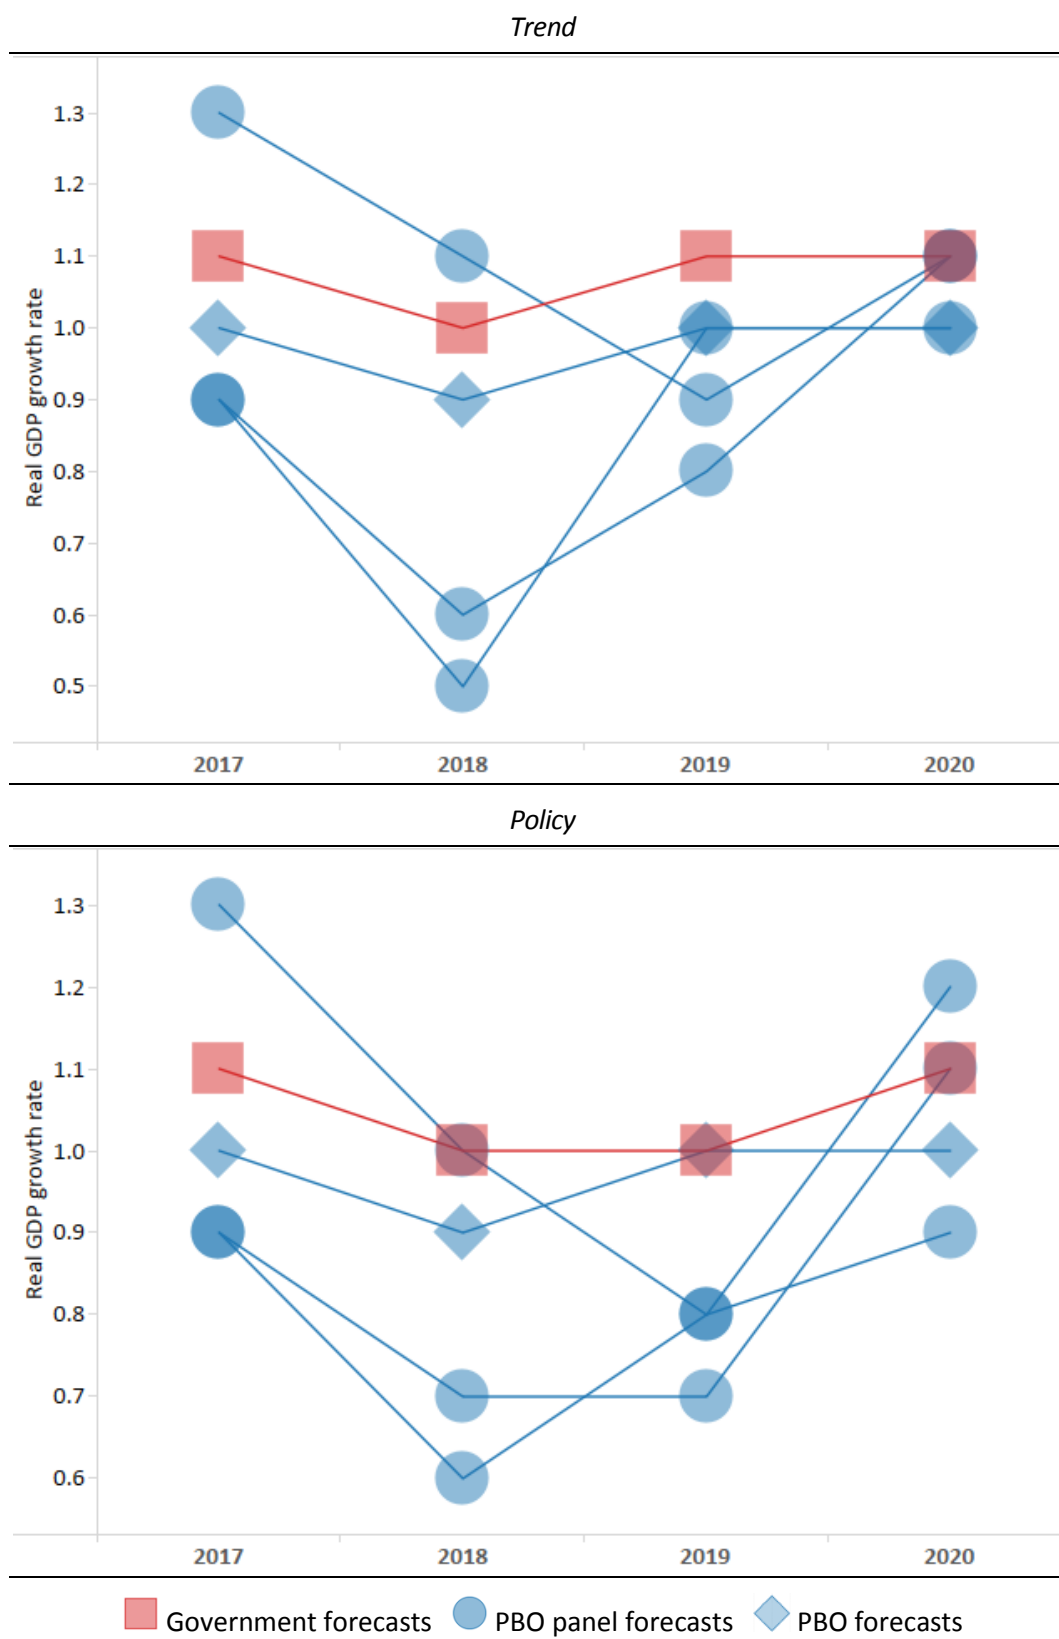 Trend
1.3
1.2
1.1
1.0
0.9
0.8
0.7
0.6
0.5
Real GDP growth rate
2017 2018 2019 2020
Policy
1.3
1.2
1.1
1.0
0.9
0.8
0.7
0.6
Real GDP growth rate
2017 2018 2019 2020
Government forecasts PBO panel forecasts PBO forecasts